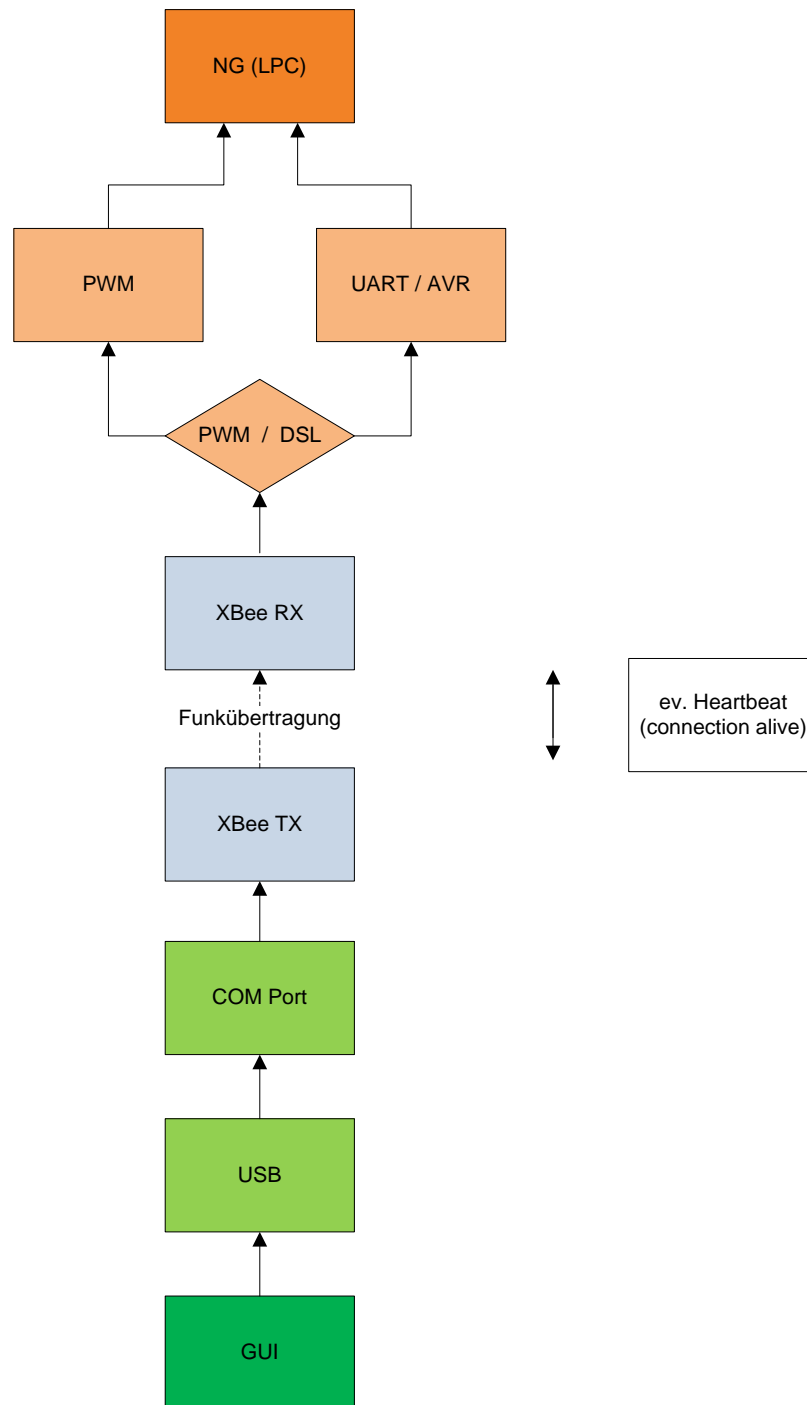 NG (LPC)
PWM
UART / AVR
PWM / DSL
XBee RX
Funkübertragung
ev. Heartbeat
(connection alive)
XBee TX
COM Port
USB
GUI